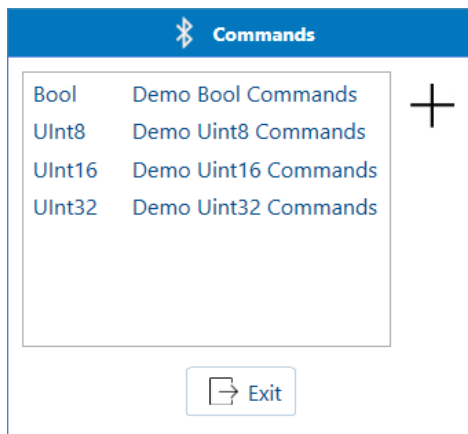 Commands
Bool Demo Bool Commands
UInt8 Demo Uint8 Commands
UInt16 Demo Uint16 Commands
UInt32 Demo Uint32 Commands
Exit